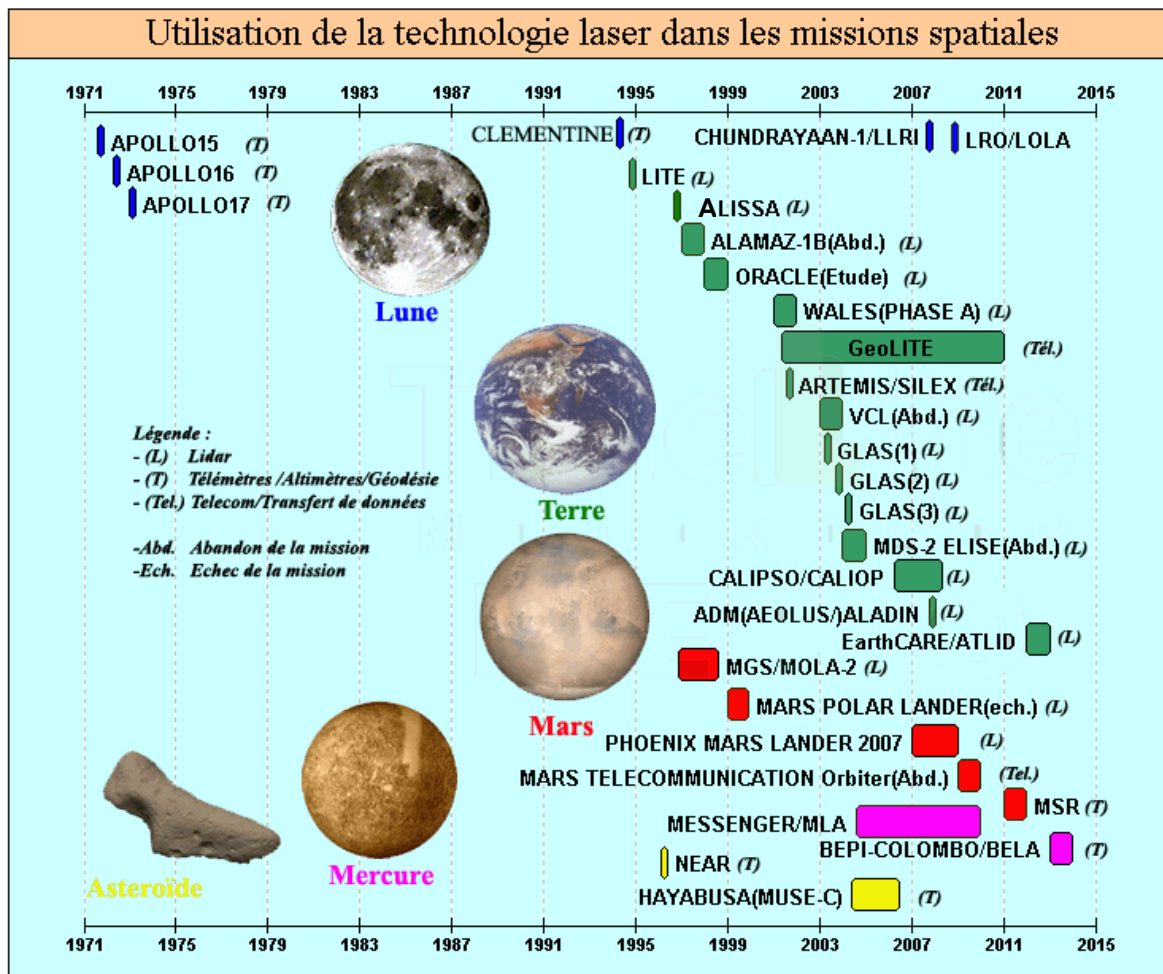 Utilisation de la technologie laser dans les missions spatiales
1971 1975 1979 1983 1987 1991 1995 1999 2003 2007 2011 2015
APOLLO15 (T)
CLEMENTINE (T)
CHUNDRAYAAN-1/LLRI
LRO/LOLA
APOLLO16 (T)
LITE (L)
APOLLO17 (T)
ALISSA (L)
ALAMAZ-1B(Abd.) (L)
ORACLE(Etude) (L)
Lune
WALES(PHASE A) (L)
GeoLITE (Tél.)
ARTEMIS/SILEX (Tél.)
VCL(Abd.) (L)
Légende :
- (L) Lidar
- (T) Télémètres /Altimètres/Géodésie
- (Tel.) Telecom/Transfert de données
-Abd. Abandon de la mission
-Ech. Echec de la mission
GLAS(1) (L)
GLAS(2) (L)
GLAS(3) (L)
Terre
MDS-2 ELISE(Abd.) (L)
CALIPSO/CALIOP (L)
ADM(AEOLUS/)ALADIN (L)
EarthCARE/ATLID (L)
MGS/MOLA-2 (L)
MARS POLAR LANDER(ech.) (L)
Mars
PHOENIX MARS LANDER 2007 (L)
MARS TELECOMMUNICATION Orbiter(Abd.) (Tel.)
MSR (T)
MESSENGER/MLA
BEPI-COLOMBO/BELA (T)
NEAR (T)
Mercure
Asteroïde
HAYABUSA(MUSE-C) (T)
1971 1975 1979 1983 1987 1991 1995 1999 2003 2007 2011 2015